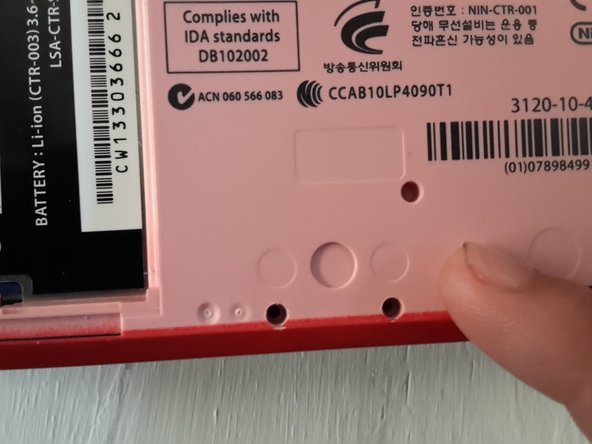 BATTERY : Li-ion (CTR-003) 3.6
LSA-CTR-
CW13303666 2
Complies with
IDA standards
DB102002
방송통신위원회
인증번호 : NIN-CTR-001
당해 무선설비는 운용 중
전파혼신 가능성이 있음
ACN 060 566 083
CCAB10LP4090T1
3120-10-4
(01)07898499